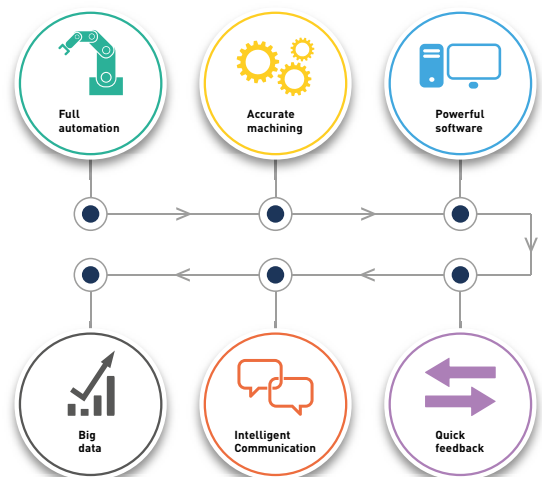 Full
automation
Accurate
machining
Powerful
software
Big
data
Intelligent
Communication
Quick
feedback